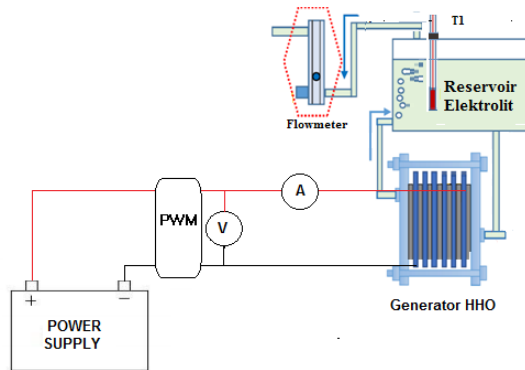 T1
Reservoir
Elektrolit
Flowmeter
A
PWM
V
+ −
POWER
SUPPLY
Generator HHO